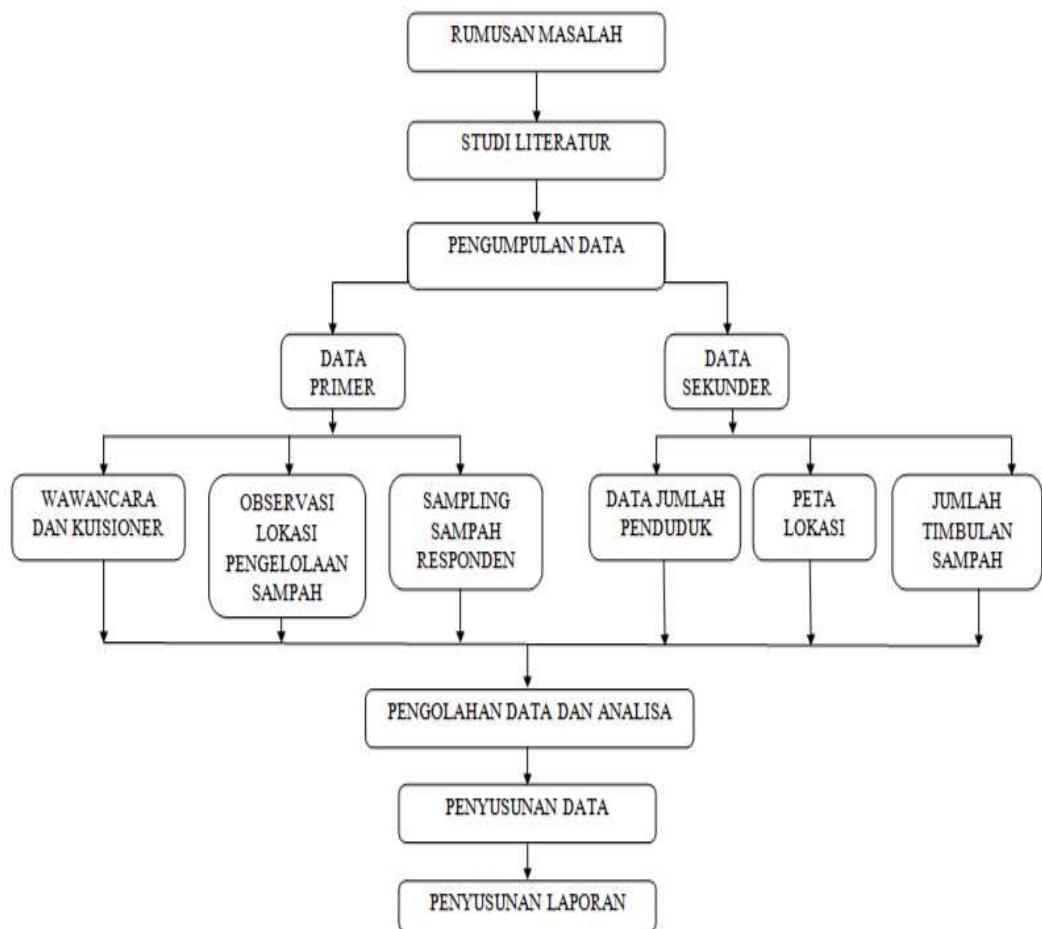 RUMUSAN MASALAH
STUDI LITERATUR
PENGUMPULAN DATA
DATA
PRIMER
DATA
SEKUNDER
WAWANCARA
DAN KUISIONER
OBSERVASI
LOKASI
PENGELOLAAN
SAMPAH
SAMPLING
SAMPAH
RESPONDEN
DATA JUMLAH
PENDUDUK
PETA
LOKASI
JUMLAH
TIMBULAN
SAMPAH
PENGOLAHAN DATA DAN ANALISA
PENYUSUNAN DATA
PENYUSUNAN LAPORAN